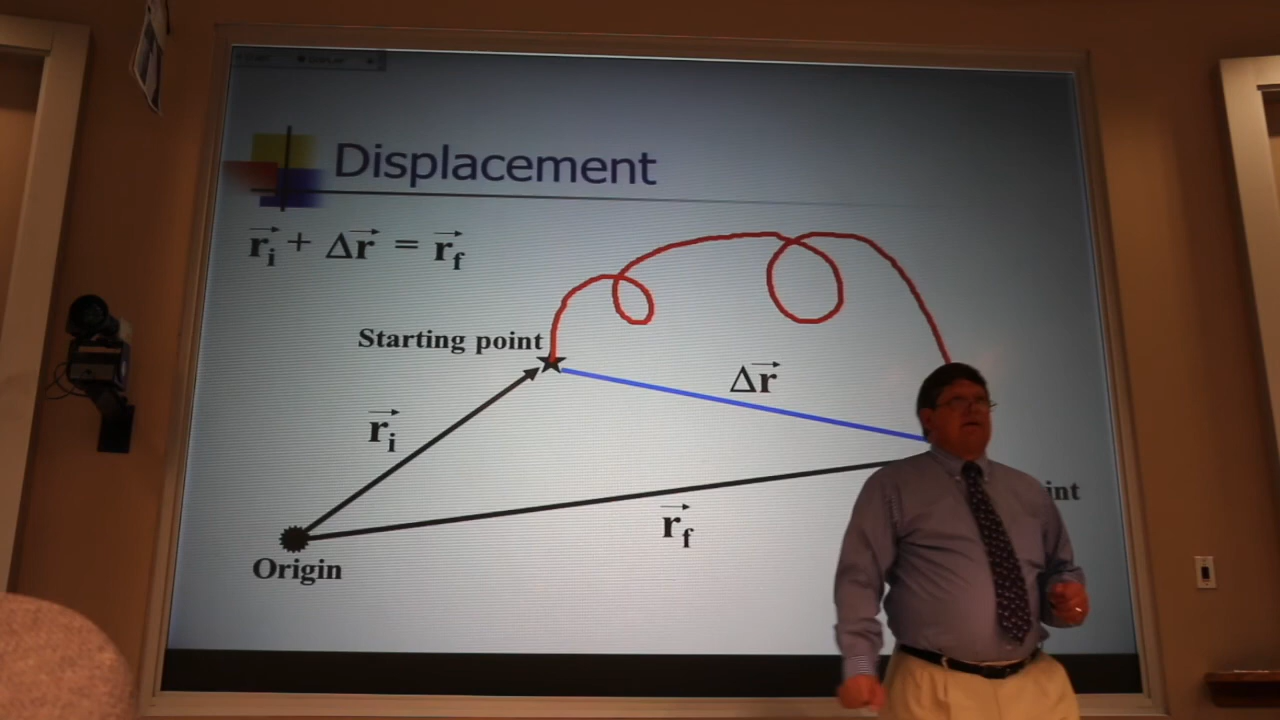 Displacement
r⃗i + Δr⃗ = r⃗f
Starting point
Δr⃗
r⃗i
int
r⃗f
Origin